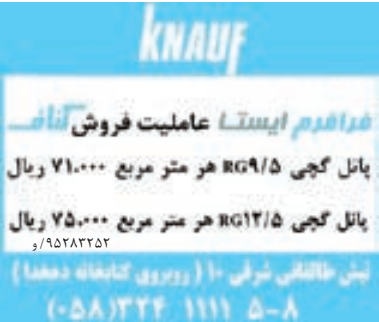 KNAUF
فرافرم ایستا عاملیت فروش کناف
پانل گچی RG۹/۵ هر متر مربع ۷۱.۰۰۰ ریال
پانل گچی RG۱۲/۵ هر متر مربع ۷۵.۰۰۰ ریال
۹۵۲۸۳۲۵۲/و
نبش طالقانی شرقی ۱۰ ( روبروی کتابخانه دهخدا )
(۰۵۸)۳۲۴ ۱۱۱۱ ۵-۸